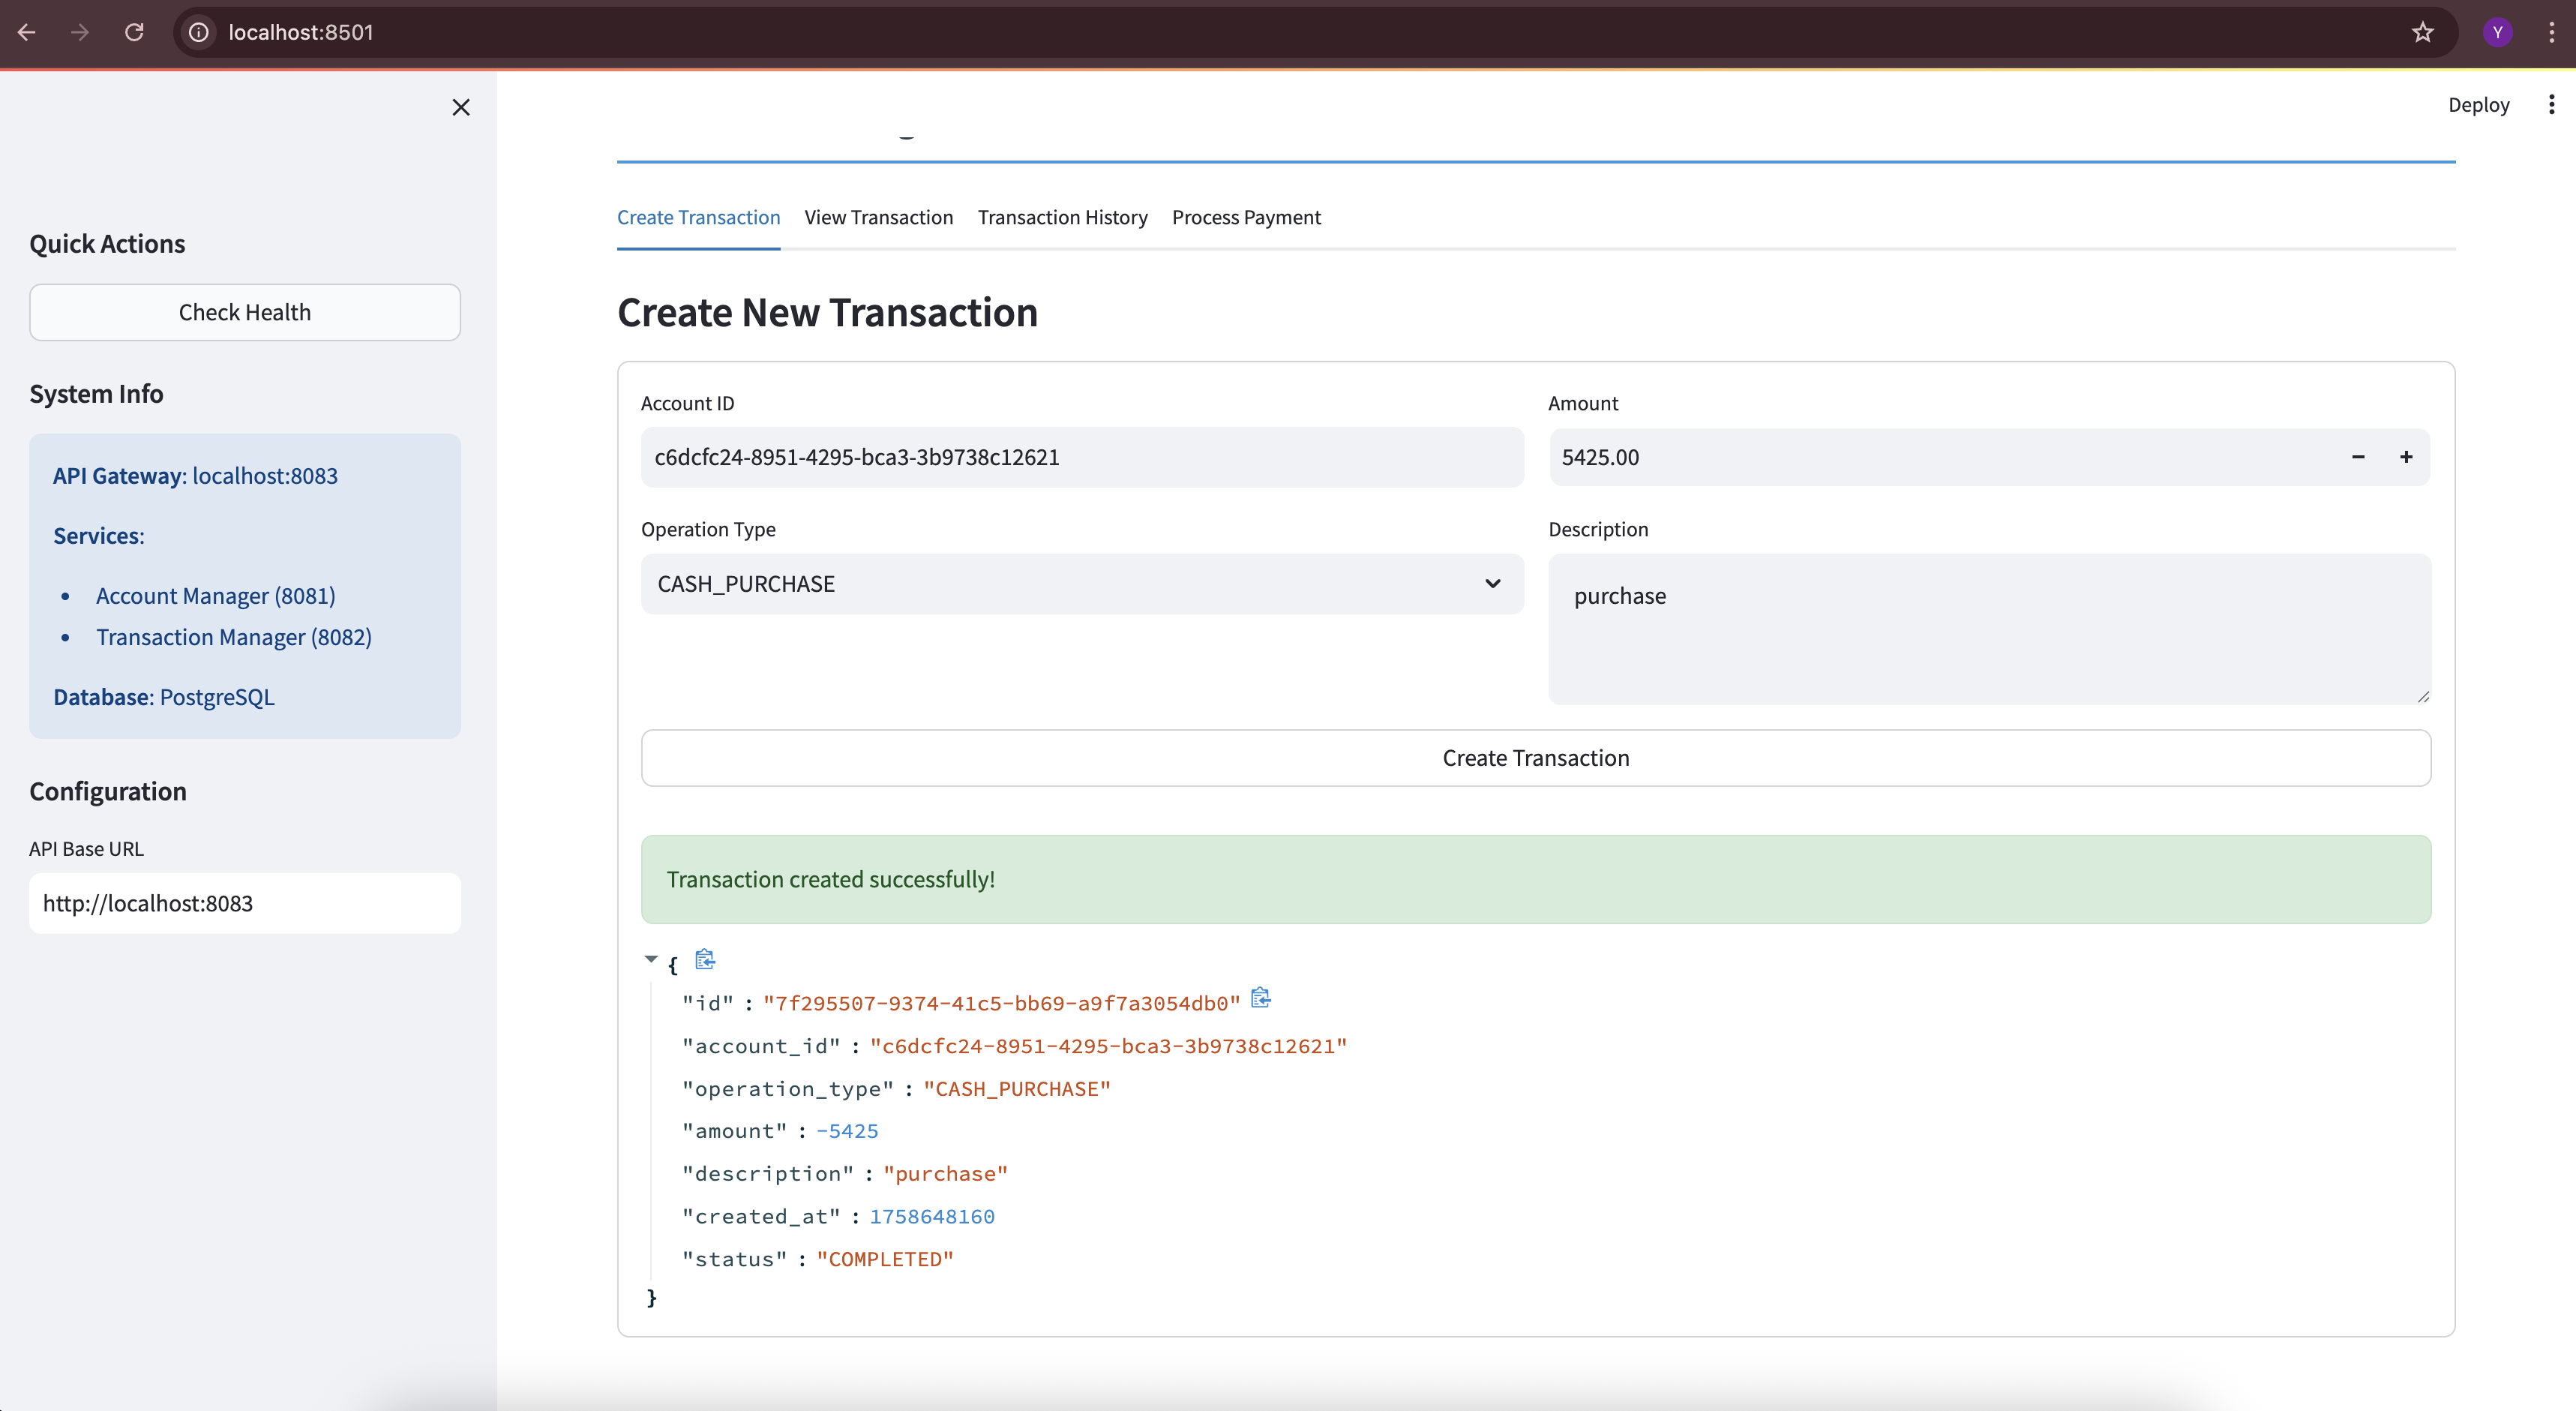 localhost:8501
Y
Deploy
Quick Actions
Check Health
System Info
API Gateway: localhost:8083
Services:
• Account Manager (8081)
• Transaction Manager (8082)
Database: PostgreSQL
Configuration
API Base URL
http://localhost:8083
Create Transaction View Transaction Transaction History Process Payment
Create New Transaction
Account ID
c6dcfc24-8951-4295-bca3-3b9738c12621
Amount
5425.00
Operation Type
CASH_PURCHASE
Description
purchase
Create Transaction
Transaction created successfully!
{
"id" : "7f295507-9374-41c5-bb69-a9f7a3054db0"
"account_id" : "c6dcfc24-8951-4295-bca3-3b9738c12621"
"operation_type" : "CASH_PURCHASE"
"amount" : -5425
"description" : "purchase"
"created_at" : 1758648160
"status" : "COMPLETED"
}